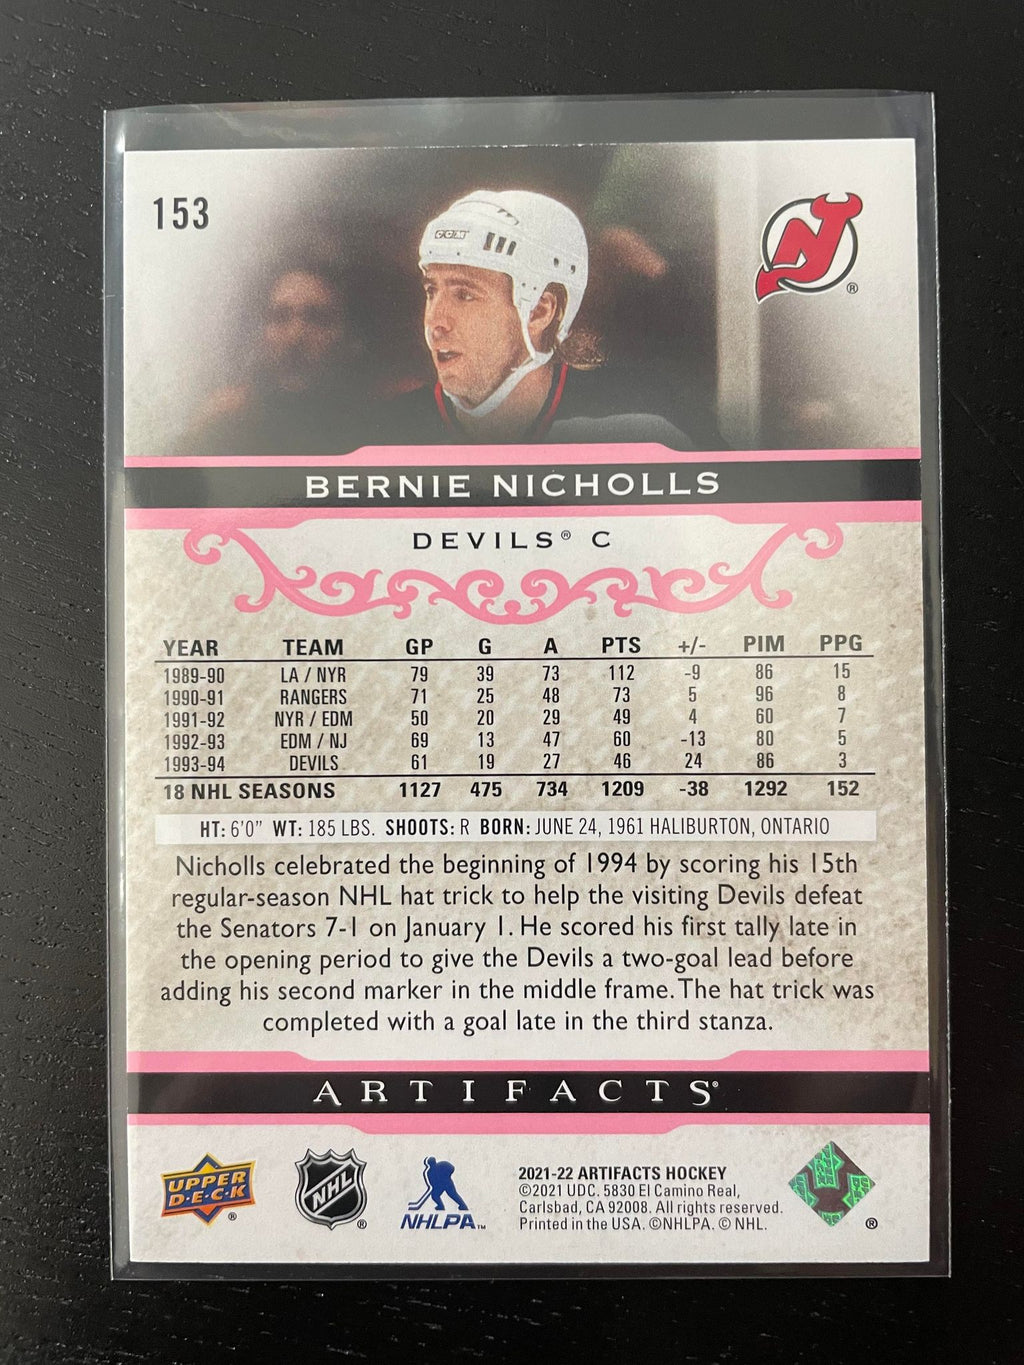 153
CCM
NJ
®
BERNIE NICHOLLS
DEVILS® C
YEAR TEAM GP G A PTS +/- PIM PPG
1989-90 LA / NYR 79 39 73 112 -9 86 15
1990-91 RANGERS 71 25 48 73 5 96 8
1991-92 NYR / EDM 50 20 29 49 4 60 7
1992-93 EDM / NJ 69 13 47 60 -13 80 5
1993-94 DEVILS 61 19 27 46 24 86 3
18 NHL SEASONS 1127 475 734 1209 -38 1292 152
HT: 6'0" WT: 185 LBS. SHOOTS: R BORN: JUNE 24, 1961 HALIBURTON, ONTARIO
Nicholls celebrated the beginning of 1994 by scoring his 15th
regular-season NHL hat trick to help the visiting Devils defeat
the Senators 7-1 on January 1. He scored his first tally late in
the opening period to give the Devils a two-goal lead before
adding his second marker in the middle frame. The hat trick was
completed with a goal late in the third stanza.
ARTIFACTS®
UPPER
D·E·C·K
®
NHL
®
NHLPA™
2021-22 ARTIFACTS HOCKEY
©2021 UDC. 5830 El Camino Real,
Carlsbad, CA 92008. All rights reserved.
Printed in the USA. ©NHLPA. © NHL.
®